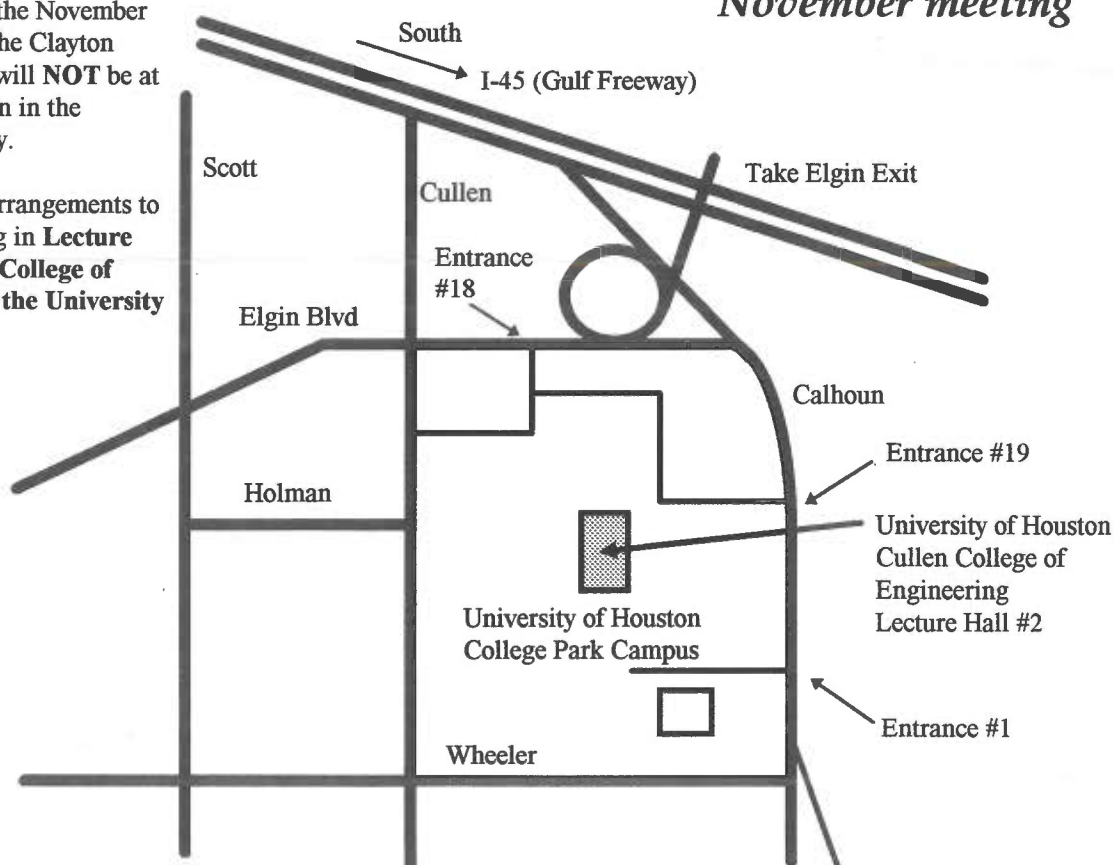 November meeting
the November
the Clayton
will NOT be at
n in the
y.
rrangements to
g in Lecture
College of
the University
South
I-45 (Gulf Freeway)
Scott
Cullen
Take Elgin Exit
Entrance
#18
Elgin Blvd
Calhoun
Entrance #19
Holman
University of Houston
Cullen College of
Engineering
Lecture Hall #2
University of Houston
College Park Campus
Entrance #1
Wheeler